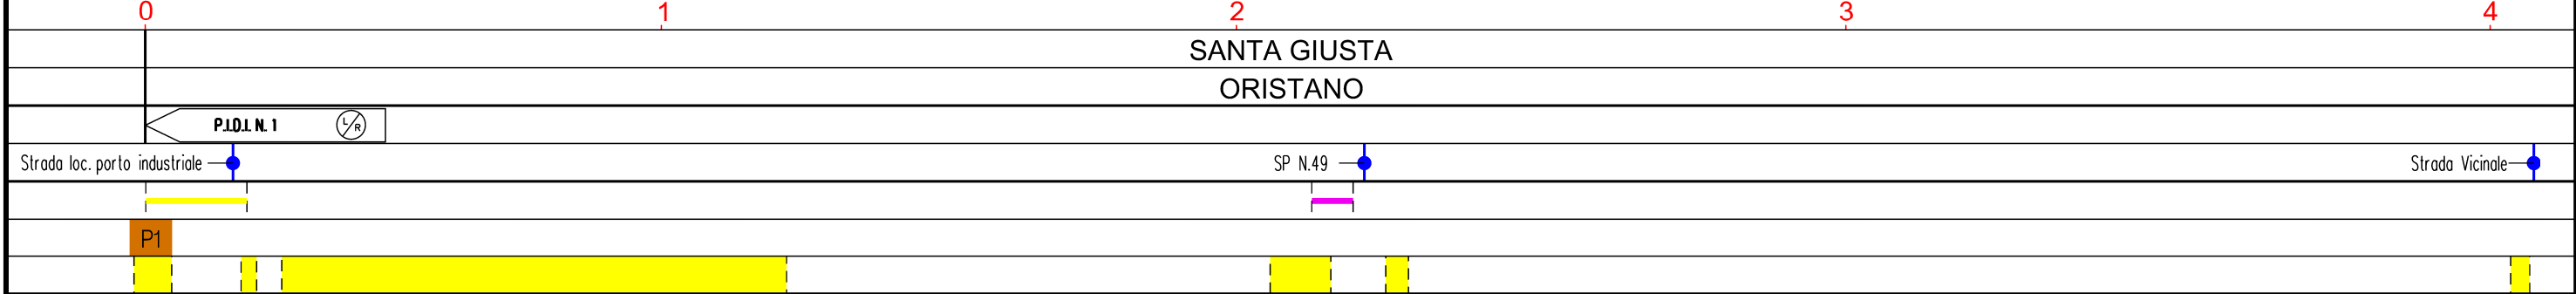 0 1 2 3 4
SANTA GIUSTA
ORISTANO
P.I.D.I. N. 1 L/R
Strada loc. porto industriale SP N.49 Strada Vicinale
P1